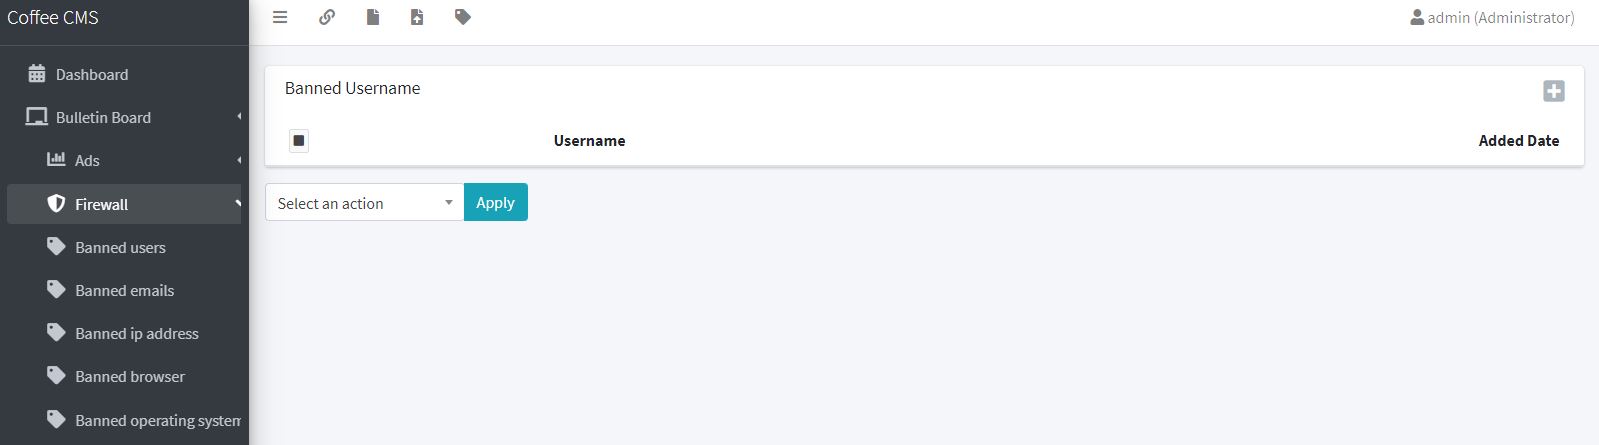 Coffee CMS
admin (Administrator)
Dashboard
Bulletin Board
Ads
Firewall
Banned users
Banned emails
Banned ip address
Banned browser
Banned operating system
Banned Username
Username Added Date
Select an action Apply